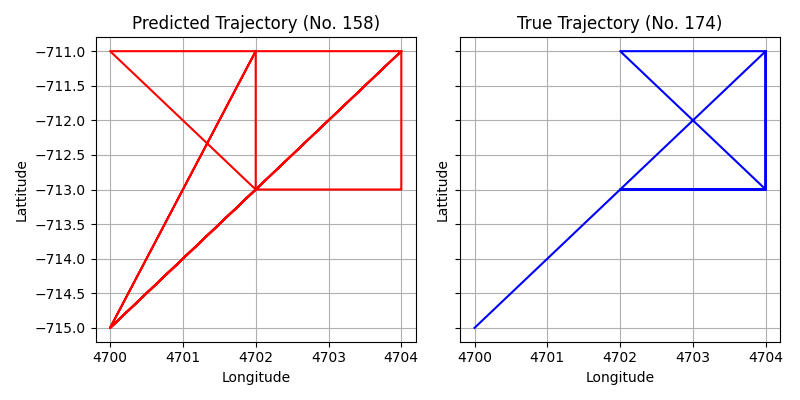 Predicted Trajectory (No. 158)
True Trajectory (No. 174)
−711.0
−711.5
−712.0
−712.5
−713.0
−713.5
−714.0
−714.5
−715.0
Lattitude
Lattitude
4700 4701 4702 4703 4704
4700 4701 4702 4703 4704
Longitude
Longitude